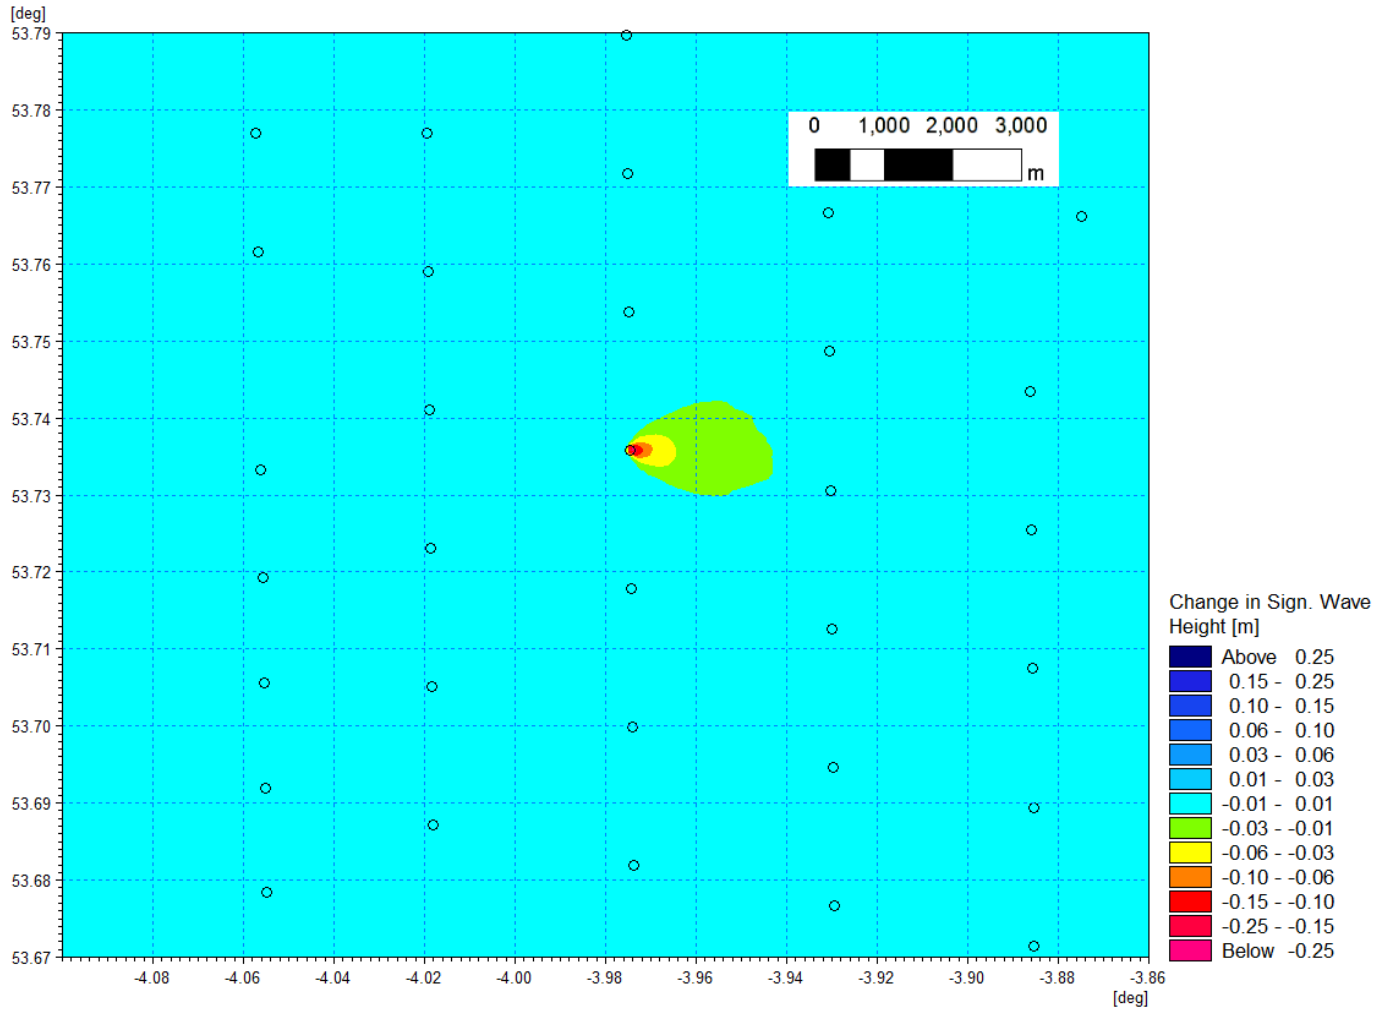 [deg]
53.79
53.78
53.77
53.76
53.75
53.74
53.73
53.72
53.71
53.70
53.69
53.68
53.67
0 1,000 2,000 3,000
m
-4.08 -4.06 -4.04 -4.02 -4.00 -3.98 -3.96 -3.94 -3.92 -3.90 -3.88 -3.86
[deg]
Change in Sign. Wave
Height [m]
Above 0.25
0.15 - 0.25
0.10 - 0.15
0.06 - 0.10
0.03 - 0.06
0.01 - 0.03
-0.01 - 0.01
-0.03 - -0.01
-0.06 - -0.03
-0.10 - -0.06
-0.15 - -0.10
-0.25 - -0.15
Below -0.25